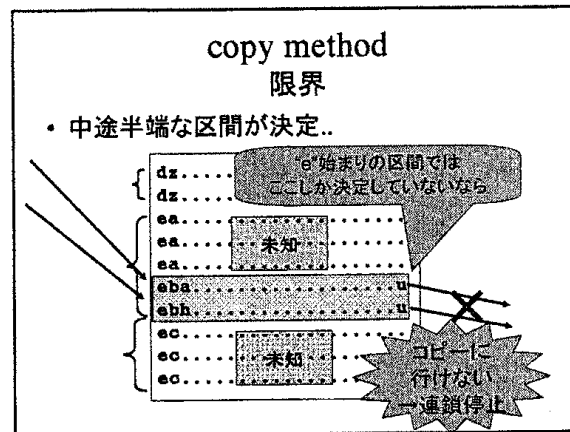 copy method
限界
• 中途半端な区間が決定..
"e"始まりの区間では
ここしか決定していないなら
dz....
dz....
ea....
ea....
ea....
未知
eba....u
ebh....u
ec....
ec....
ec....
未知
コピーに
行けない
→連鎖停止